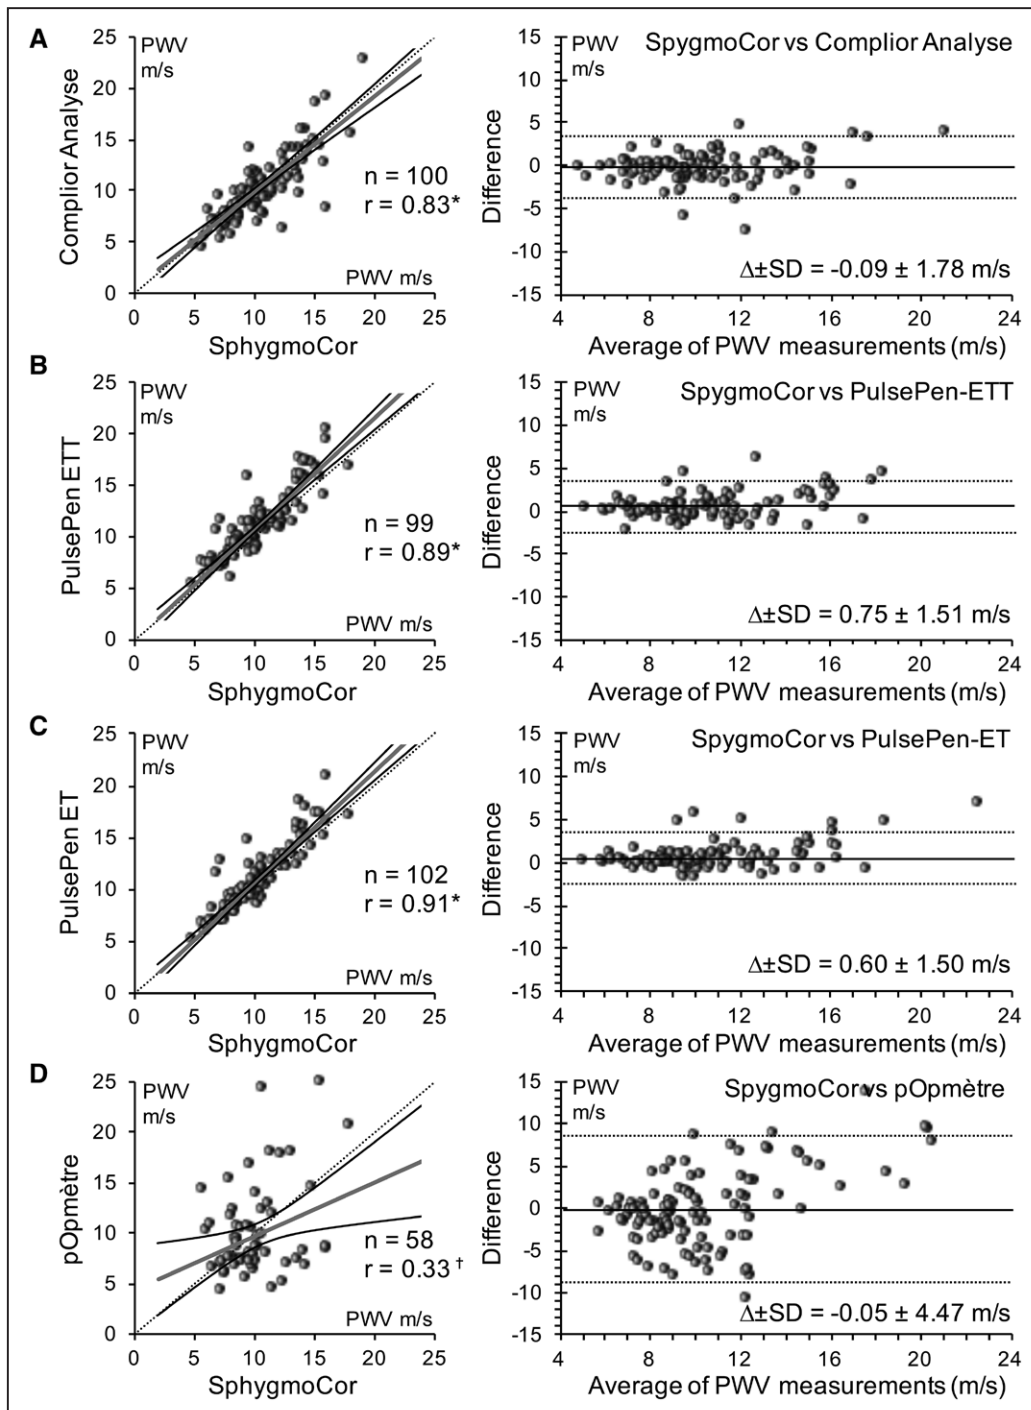 A
25
20
15
10
5
0
Complior Analyse
PWV
m/s
n = 100
r = 0.83*
PWV m/s
0 5 10 15 20 25
SphygmoCor
15
10
5
0
-5
-10
-15
Difference
PWV
m/s
SpygmoCor vs Complior Analyse
Δ±SD = -0.09 ± 1.78 m/s
4 8 12 16 20 24
Average of PWV measurements (m/s)
B
25
20
15
10
5
0
PulsePen ETT
PWV
m/s
n = 99
r = 0.89*
PWV m/s
0 5 10 15 20 25
SphygmoCor
15
10
5
0
-5
-10
-15
Difference
PWV
m/s
SpygmoCor vs PulsePen-ETT
Δ±SD = 0.75 ± 1.51 m/s
4 8 12 16 20 24
Average of PWV measurements (m/s)
C
25
20
15
10
5
0
PulsePen ET
PWV
m/s
n = 102
r = 0.91*
PWV m/s
0 5 10 15 20 25
SphygmoCor
15
10
5
0
-5
-10
-15
Difference
PWV
m/s
SpygmoCor vs PulsePen-ET
Δ±SD = 0.60 ± 1.50 m/s
4 8 12 16 20 24
Average of PWV measurements (m/s)
D
25
20
15
10
5
0
pOpmètre
PWV
m/s
n = 58
r = 0.33 †
PWV m/s
0 5 10 15 20 25
SphygmoCor
15
10
5
0
-5
-10
-15
Difference
PWV
m/s
SpygmoCor vs pOpmètre
Δ±SD = -0.05 ± 4.47 m/s
4 8 12 16 20 24
Average of PWV measurements (m/s)